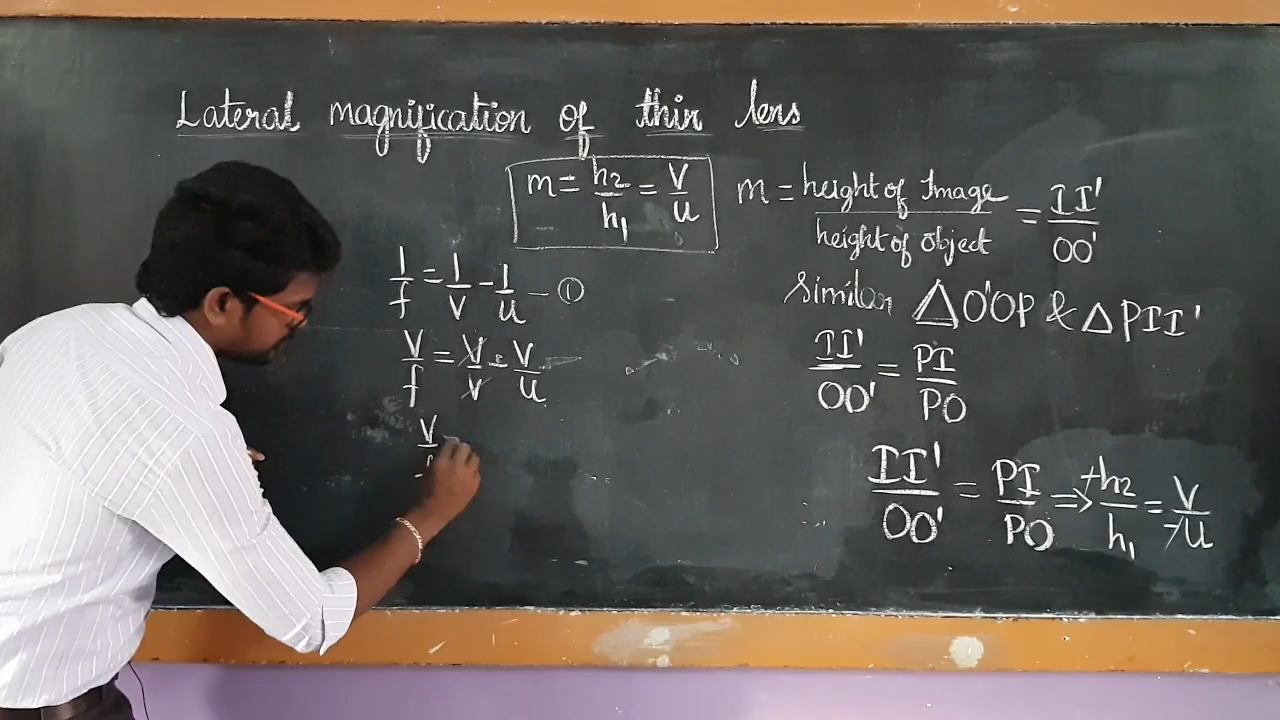 Lateral magnification of thin lens
m = h2/h1 = V/u
m = height of Image/height of object = II'/OO'
1/f = 1/V - 1/u - ①
V/f = V/V - V/u
V
similar △O'OP & △PII'
II'/OO' = PI/PO
II'/OO' = PI/PO ⇒ -h2/h1 = V/-u